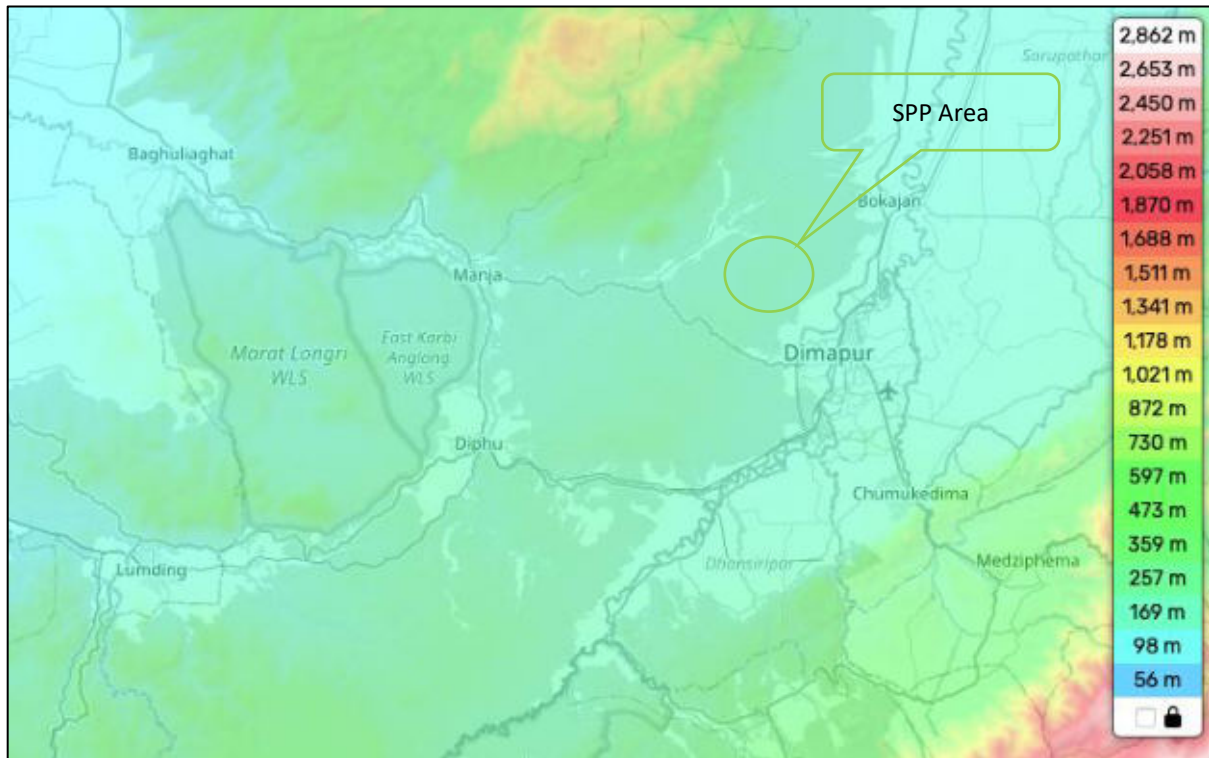 Sarupathar
SPP Area
Baghuliaghat
Bokajan
Manja
East Karbi
Anglong
WLS
Marat Longri
WLS
Dimapur
Diphu
Chumukedima
Dhansiripar
Medziphema
Lumding
2,862 m
2,653 m
2,450 m
2,251 m
2,058 m
1,870 m
1,688 m
1,511 m
1,341 m
1,178 m
1,021 m
872 m
730 m
597 m
473 m
359 m
257 m
169 m
98 m
56 m